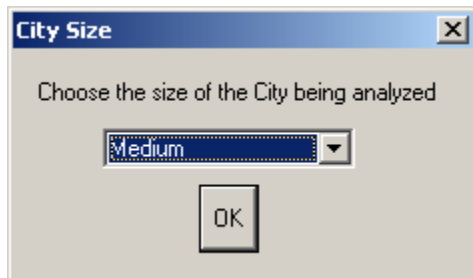 City Size
Choose the size of the City being analyzed
Medium
OK